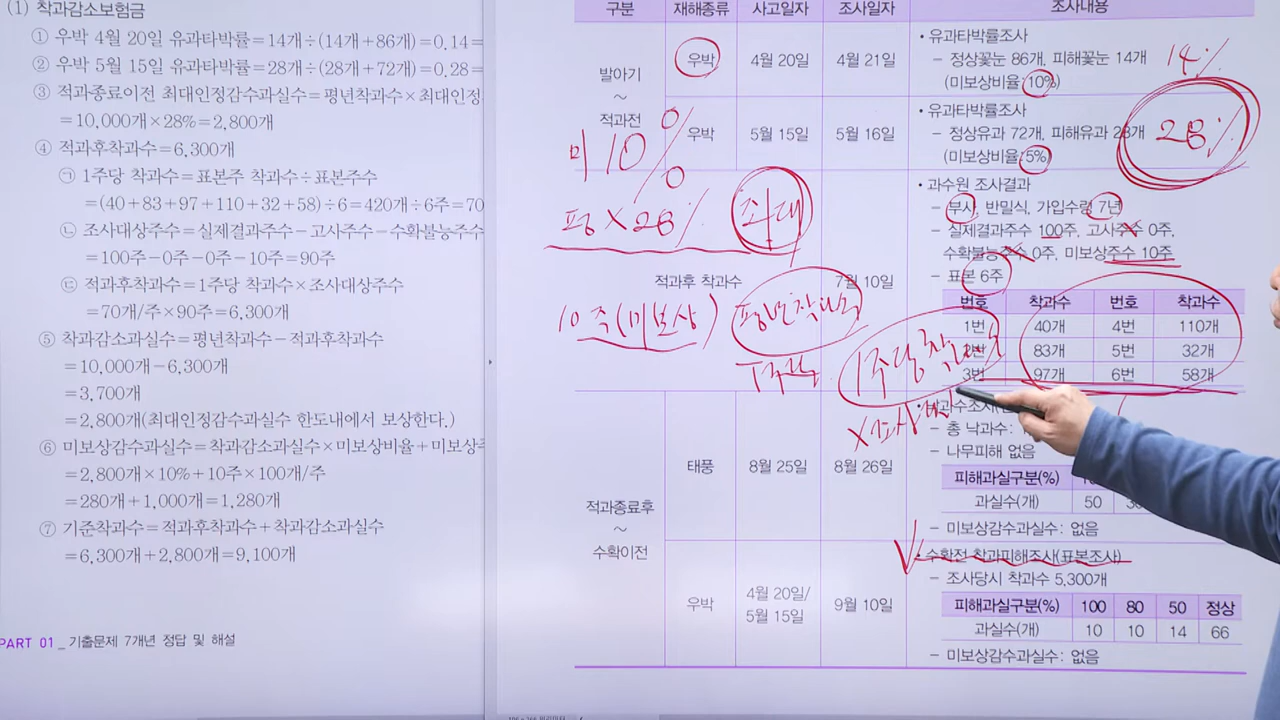 (1) 착과감소보험금
① 우박 4월 20일 유과타박률=14개÷(14개+86개)=0.14=
② 우박 5월 15일 유과타박률=28개÷(28개+72개)=0.28=
③ 적과종료이전 최대인정감수과실수=평년착과수×최대인정
=10,000개×28%=2,800개
④ 적과후착과수=6,300개
㉠ 1주당 착과수=표본주 착과수÷표본주수
=(40+83+97+110+32+58)÷6=420개÷6주=70
㉡ 조사대상주수=실제결과주수-고사주수-수확불능주수
=100주-0주-0주-10주=90주
㉢ 적과후착과수=1주당 착과수×조사대상주수
=70개/주×90주=6,300개
⑤ 착과감소과실수=평년착과수-적과후착과수
=10,000개-6,300개
=3,700개
=2,800개(최대인정감수과실수 한도내에서 보상한다.)
⑥ 미보상감수과실수=착과감소과실수×미보상비율+미보상주
=2,800개×10%+10주×100개/주
=280개+1,000개=1,280개
⑦ 기준착과수=적과후착과수+착과감소과실수
=6,300개+2,800개=9,100개
PART 01 _ 기출문제 7개년 정답 및 해설
구분 재해종류 사고일자 조사일자 조사내용
발아기
~
적과전
우박 4월 20일 4월 21일
• 유과타박률조사
- 정상꽃눈 86개, 피해꽃눈 14개
(미보상비율 10%)
14%
우박 5월 15일 5월 16일
• 유과타박률조사
- 정상유과 72개, 피해유과 28개
(미보상비율 5%)
28%
미 10%
%
평×28% 최대
적과후 착과수 7월 10일
• 과수원 조사결과
- 부사, 반밀식, 가입수령 7년
- 실제결과주수 100주, 고사주수 0주,
수확불능주수 0주, 미보상주수 10주
- 표본 6주
번호 착과수 번호 착과수
1번 40개 4번 110개
2번 83개 5번 32개
3번 97개 6번 58개
10주(미보상)
1주당 착과수
적과종료후
~
수확이전
태풍 8월 25일 8월 26일
- 총 낙과수:
- 나무피해 없음
피해과실구분(%)
과실수(개) 50
- 미보상감수과실수: 없음
우박 4월 20일/
5월 15일 9월 10일
• 수확전 착과피해조사(표본조사)
- 조사당시 착과수 5,300개
피해과실구분(%) 100 80 50 정상
과실수(개) 10 10 14 66
- 미보상감수과실수: 없음